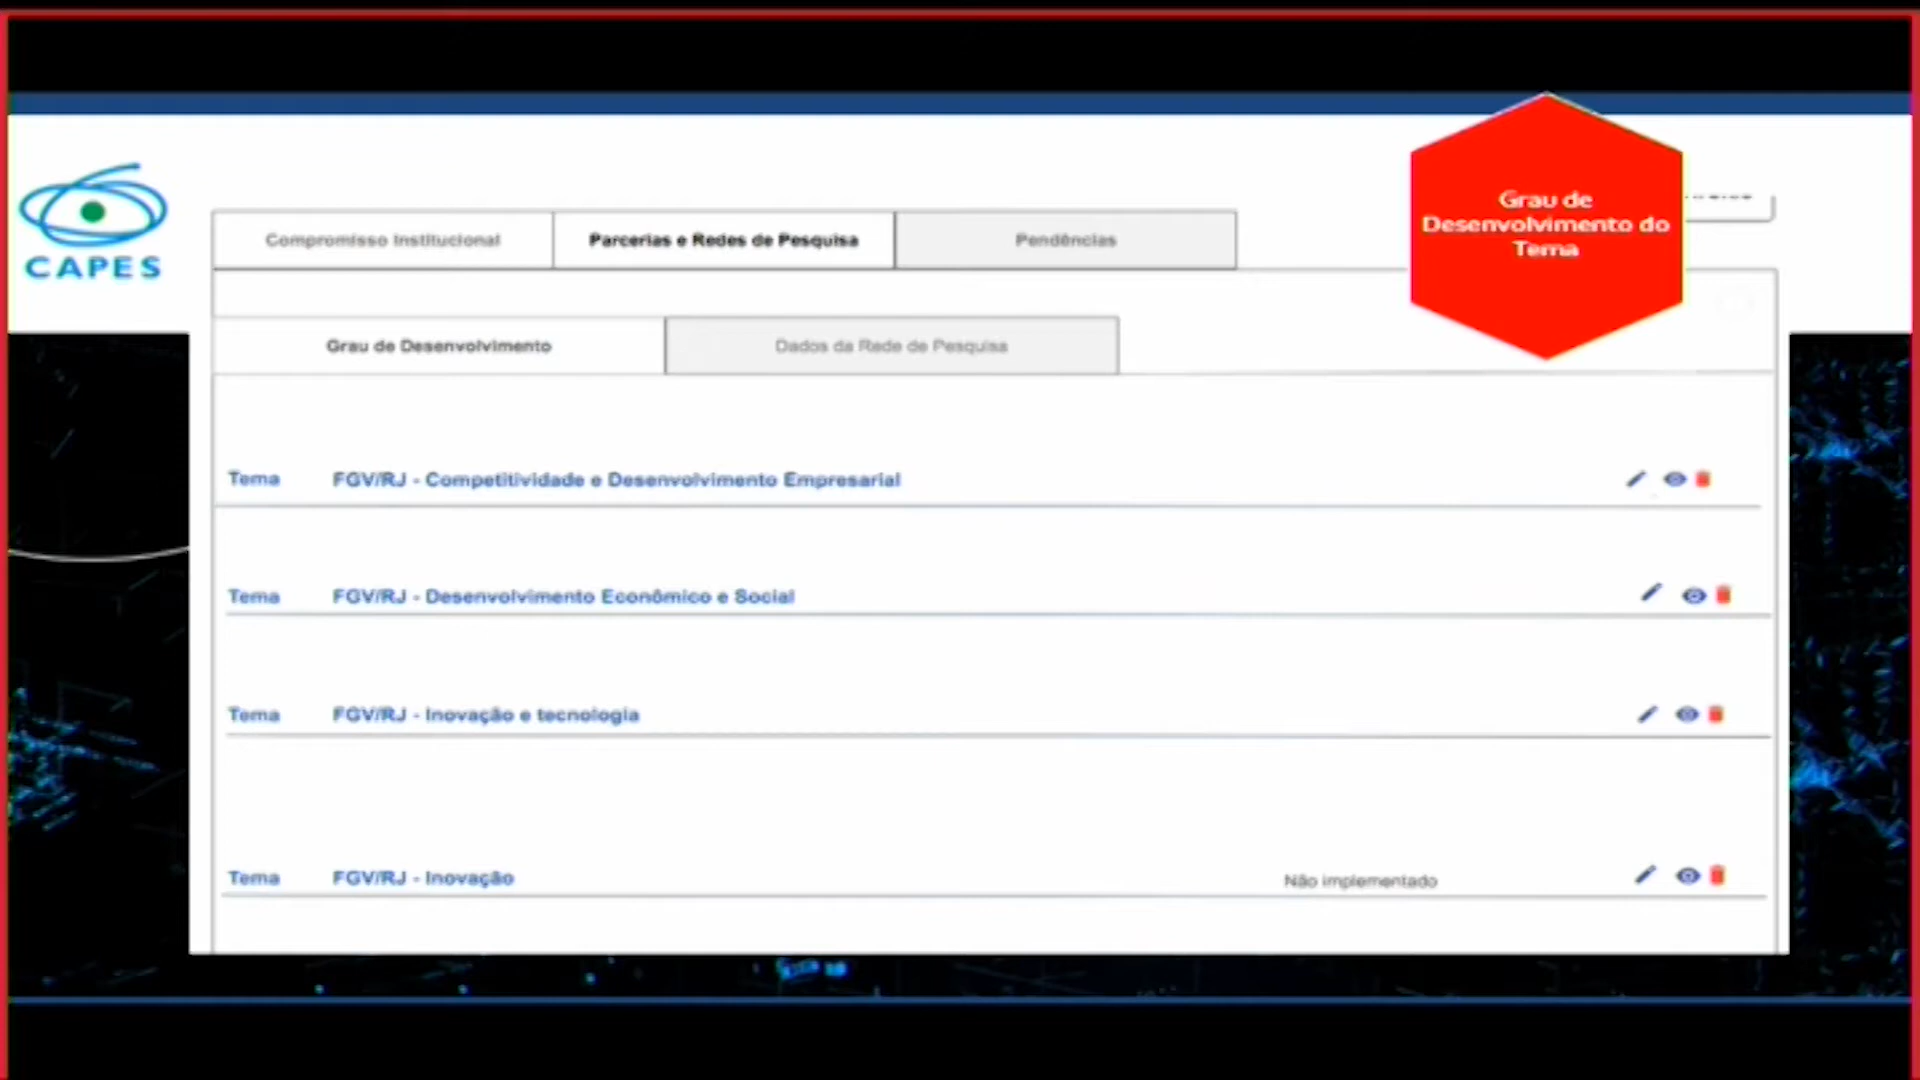 CAPES
Grau de
Desenvolvimento do
Tema
Compromisso Institucional
Parcerias e Redes de Pesquisa
Pendências
Grau de Desenvolvimento
Dados da Rede de Pesquisa
Tema FGV/RJ - Competitividade e Desenvolvimento Empresarial
Tema FGV/RJ - Desenvolvimento Econômico e Social
Tema FGV/RJ - Inovação e tecnologia
Tema FGV/RJ - Inovação Não implementado